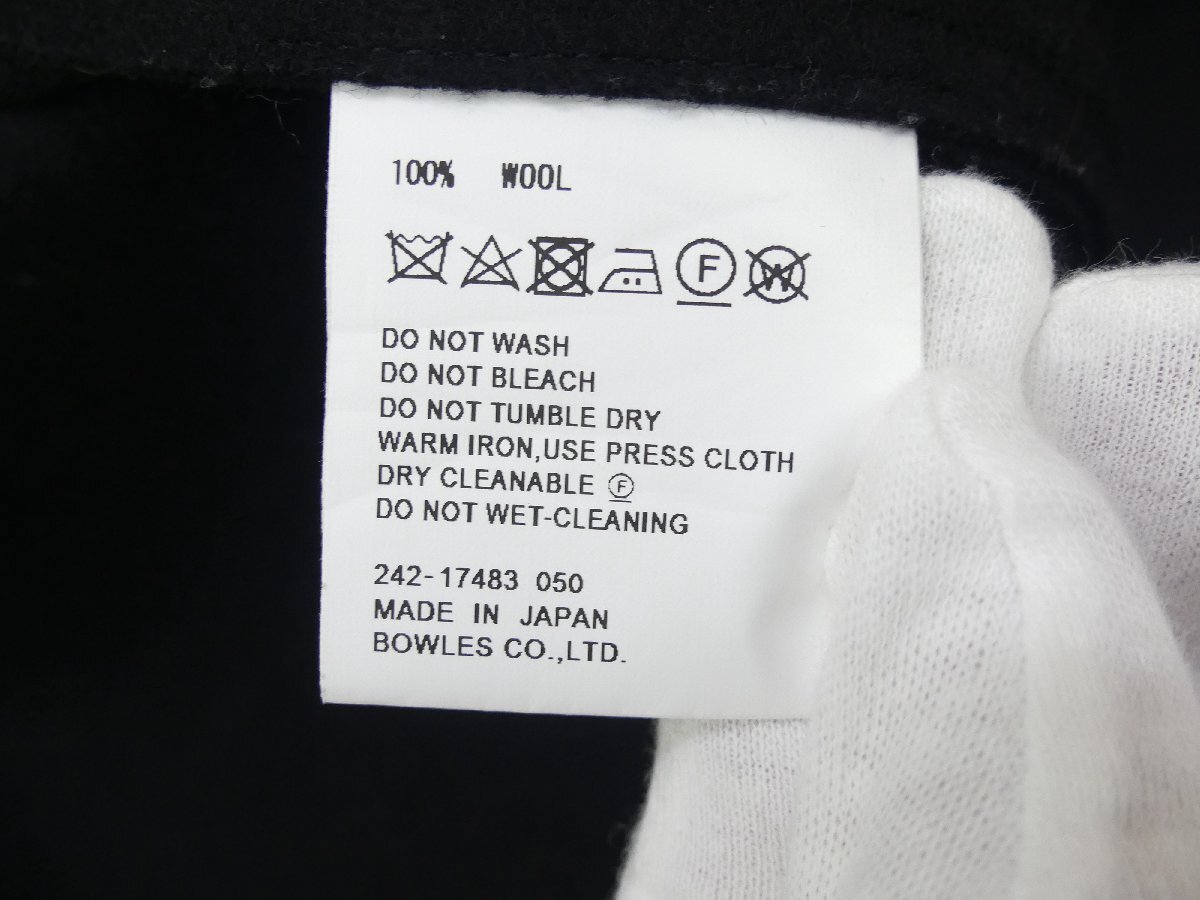 100% WOOL
F W
DO NOT WASH
DO NOT BLEACH
DO NOT TUMBLE DRY
WARM IRON,USE PRESS CLOTH
DRY CLEANABLE Ⓕ
DO NOT WET-CLEANING
242-17483 050
MADE IN JAPAN
BOWLES CO.,LTD.